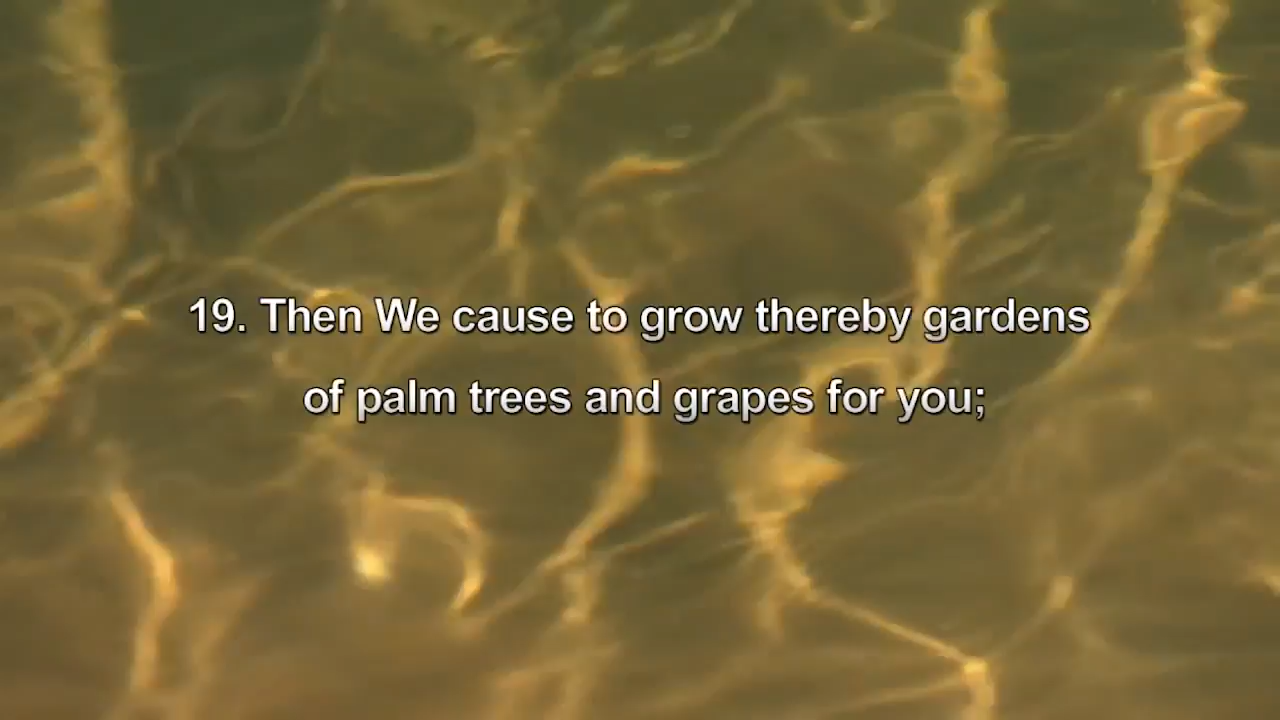 19. Then We cause to grow thereby gardens
of palm trees and grapes for you;